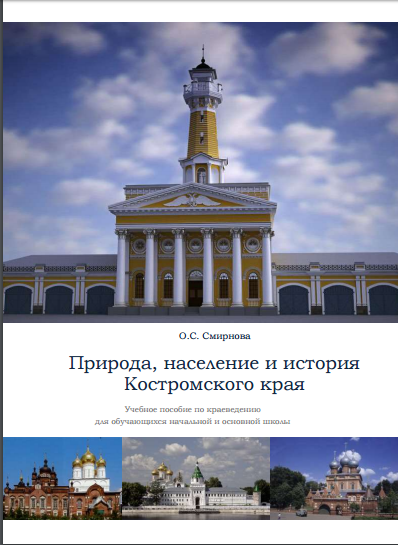 О.С. Смирнова
Природа, население и история
Костромского края
Учебное пособие по краеведению
для обучающихся начальной и основной школы